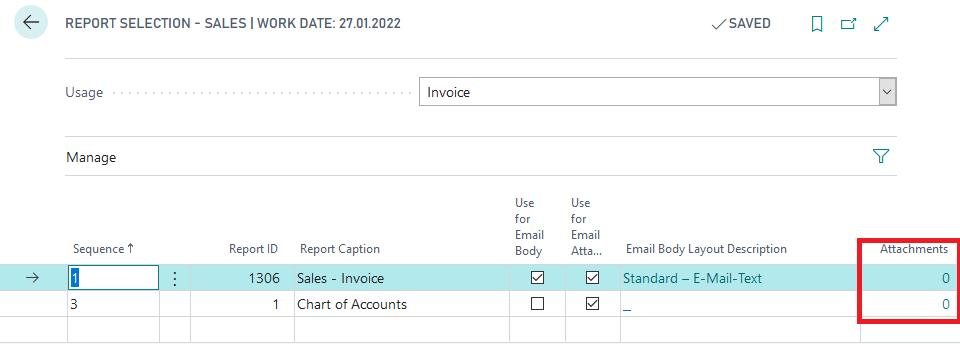 REPORT SELECTION - SALES | WORK DATE: 27.01.2022
SAVED
Usage
Invoice
Manage
Sequence ↑
Report ID
Report Caption
Use
for
Email
Body
Use
for
Email
Atta...
Email Body Layout Description
Attachments
1
1306
Sales - Invoice
Standard – E-Mail-Text
0
3
1
Chart of Accounts
_
0